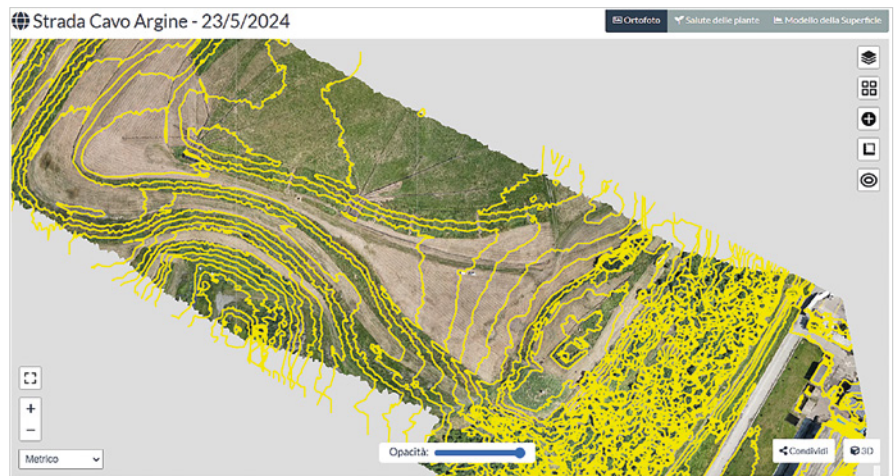 Strada Cavo Argine - 23/5/2024
Ortofoto
Salute delle piante
Modello della Superficie
+
−
Metrico
Opacità:
Condividi
3D